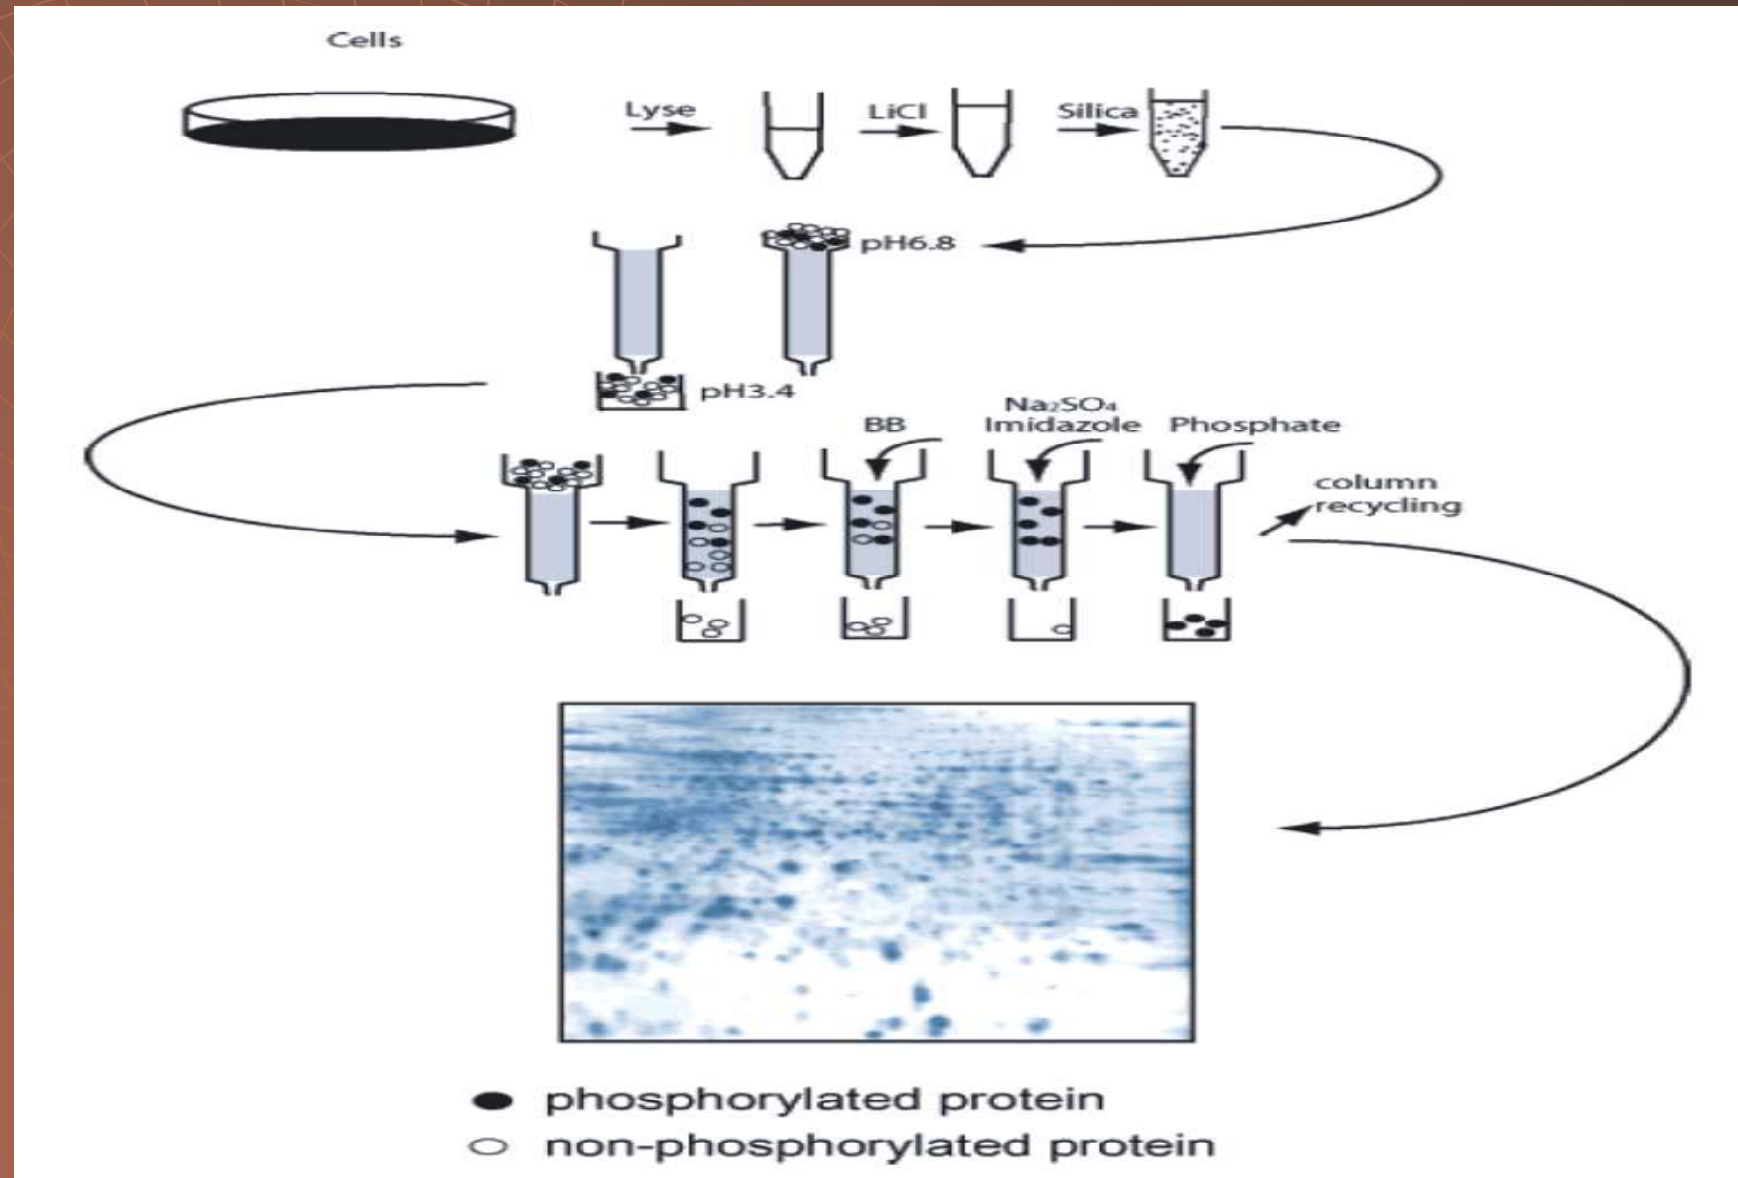 Cells
Lyse
LiCl
Silica
pH6.8
pH3.4
BB
Na₂SO₄
Imidazole
Phosphate
column
recycling
phosphorylated protein
non-phosphorylated protein